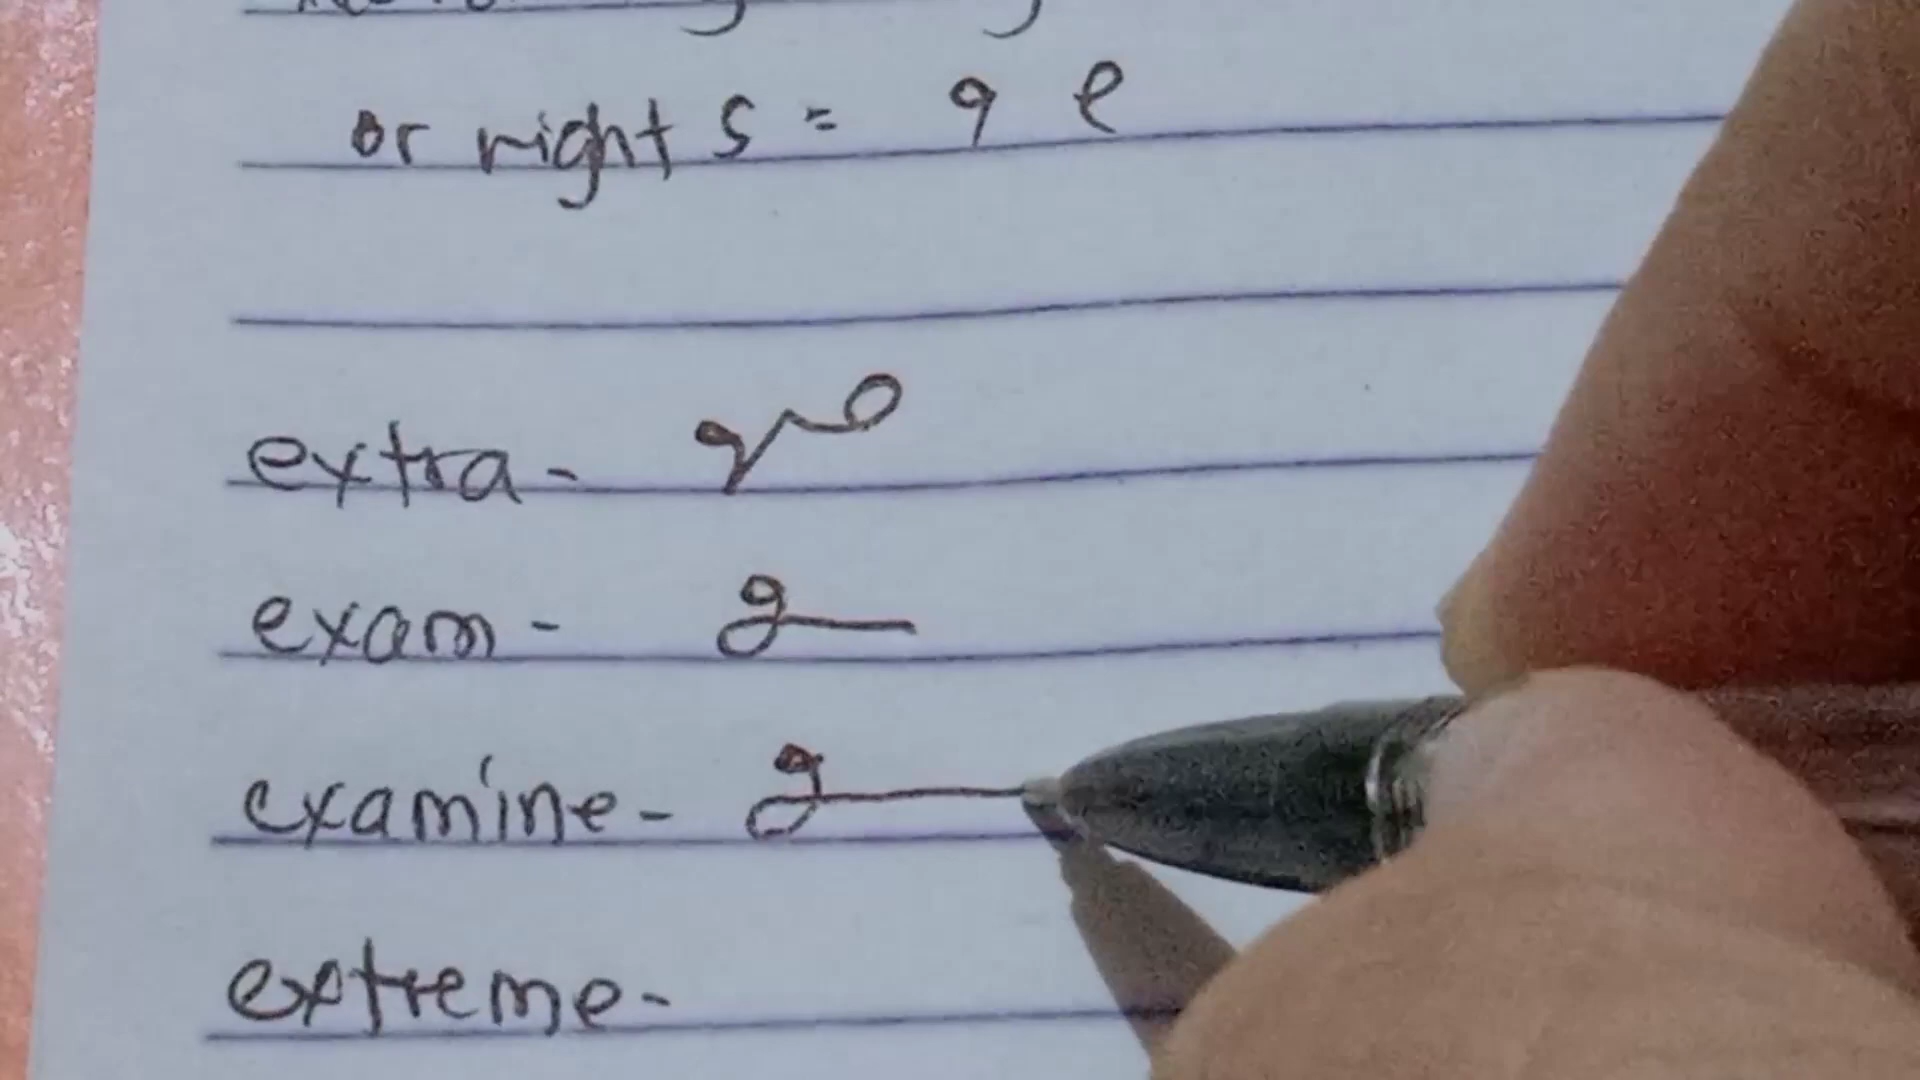 or right s = 9 e
extra -
exam -
examine -
extreme -